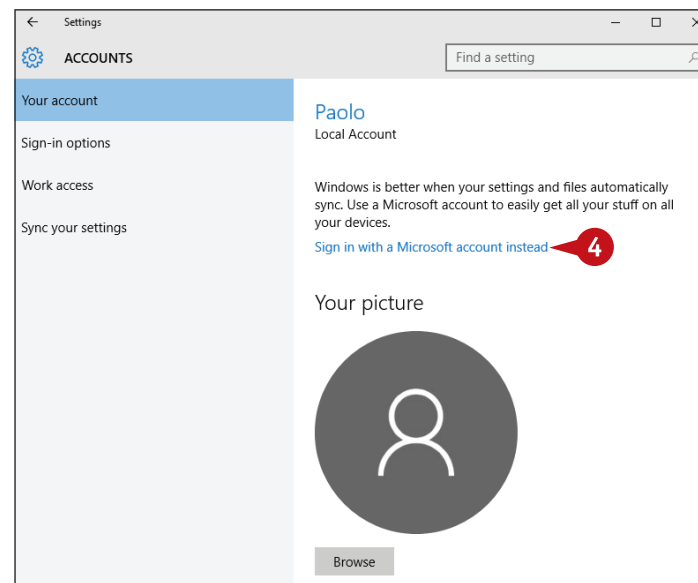 Settings
ACCOUNTS
Find a setting
Your account
Sign-in options
Work access
Sync your settings
Paolo
Local Account
Windows is better when your settings and files automatically
sync. Use a Microsoft account to easily get all your stuff on all
your devices.
Sign in with a Microsoft account instead
4
Your picture
Browse